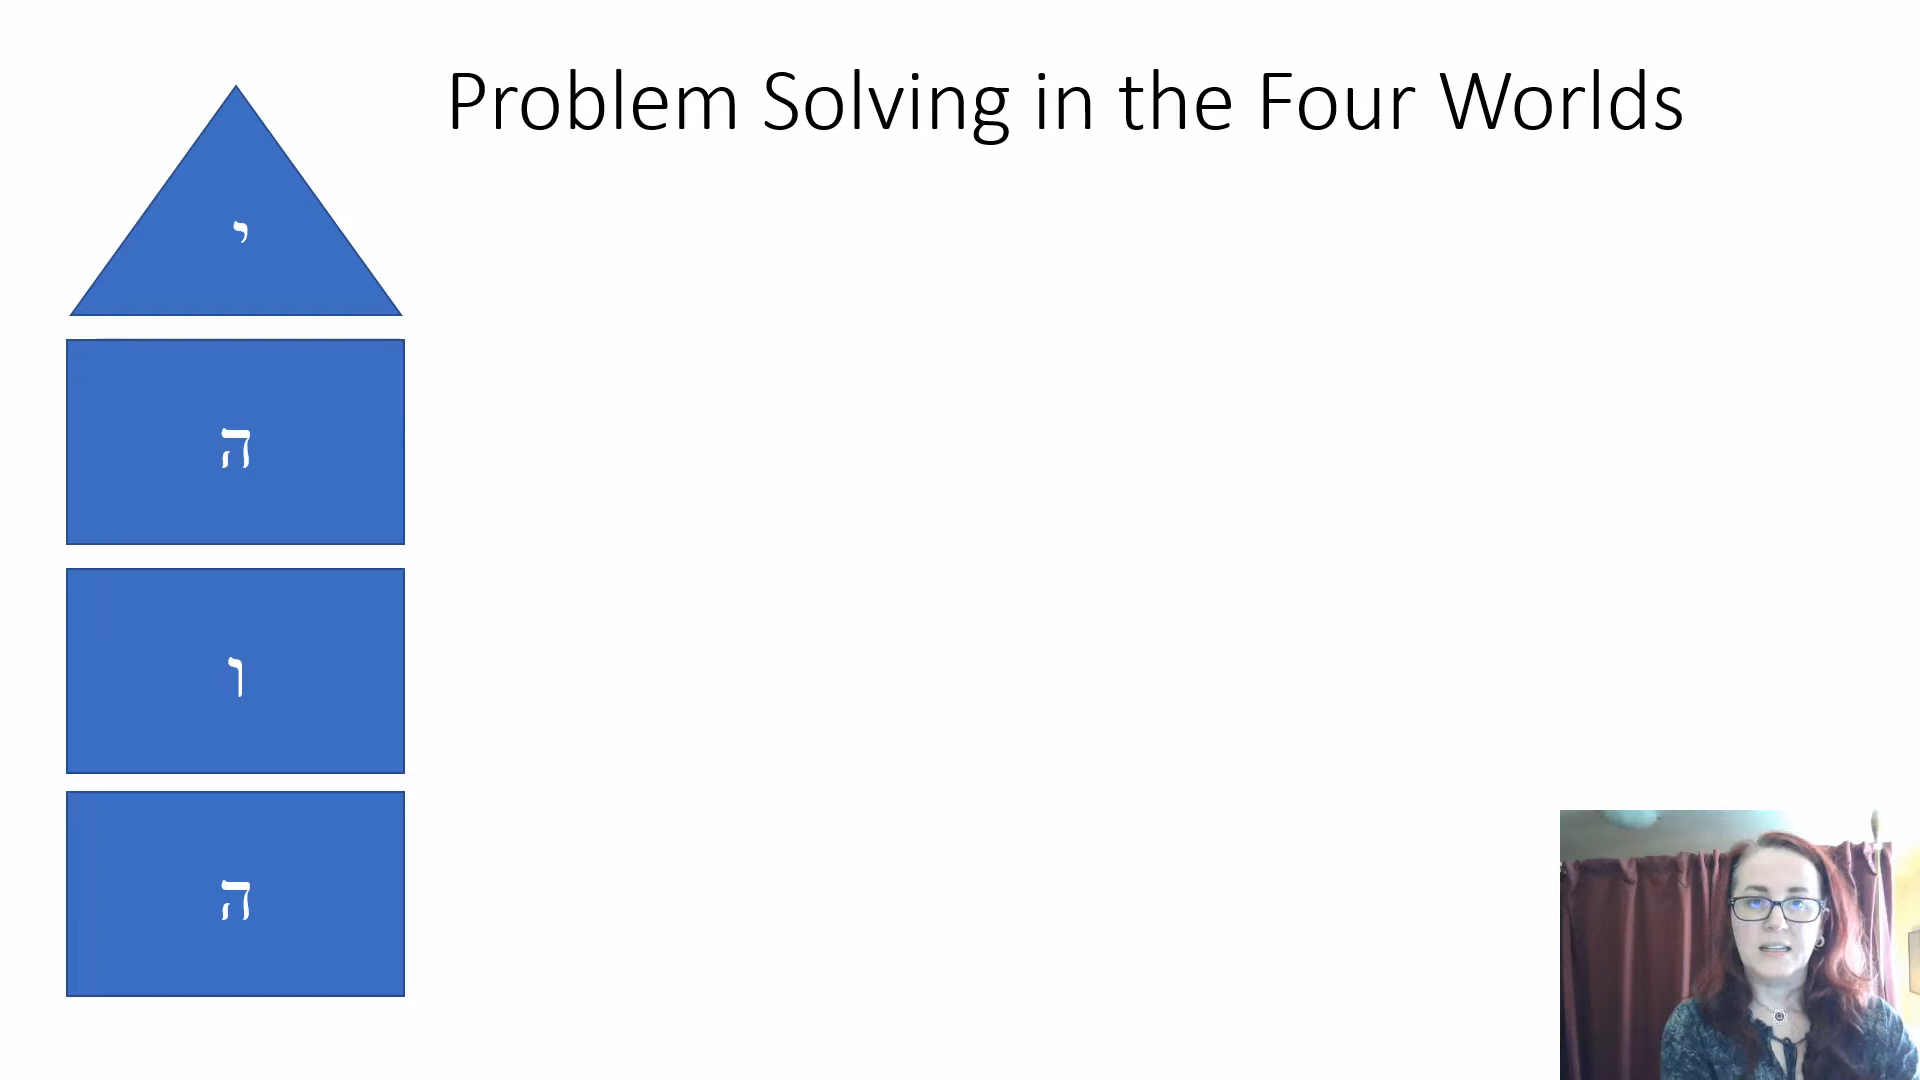 Problem Solving in the Four Worlds
י
ה
ו
ה